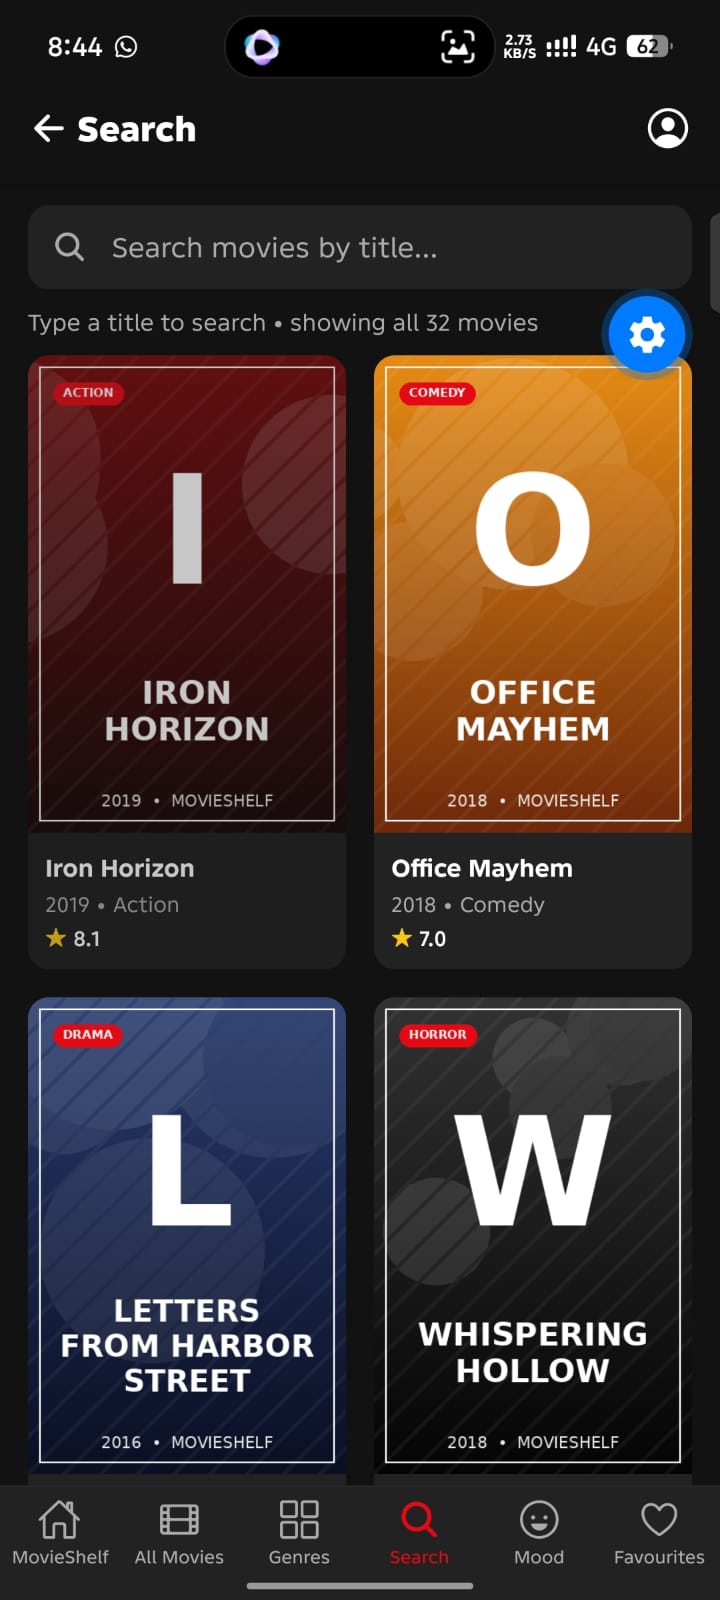 8:44
2.73 KB/S
4G
62
Search
Search movies by title...
Type a title to search • showing all 32 movies
ACTION
I
IRON
HORIZON
2019 • MOVIESHELF
Iron Horizon
2019 • Action
8.1
COMEDY
O
OFFICE
MAYHEM
2018 • MOVIESHELF
Office Mayhem
2018 • Comedy
7.0
DRAMA
L
LETTERS
FROM HARBOR
STREET
2016 • MOVIESHELF
HORROR
W
WHISPERING
HOLLOW
2018 • MOVIESHELF
MovieShelf
All Movies
Genres
Search
Mood
Favourites